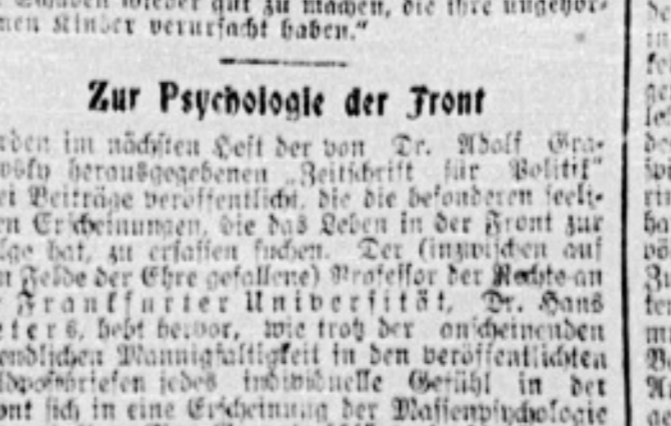 wieder gut zu machen, die ihre ungehor-
nen Kinder verursacht haben."
Zur Psychologie der Front
rden im nächsten Heft der von Dr. Adolf Gra-
wsky herausgegebenen „Zeitschrift für Politik"
ei Beiträge veröffentlicht, die die besonderen seeli-
en Erscheinungen, die das Leben in der Front zur
lge hat, zu erfassen suchen. Der (inzwischen auf
m Felde der Ehre gefallene) Professor der Rechte an
r Frankfurter Universität, Dr. Hans
eters, hebt hervor, wie trotz der anscheinenden
endlichen Mannigfaltigkeit in den veröffentlichten
ldpostbriefen jedes individuelle Gefühl in der
ont sich in eine Erscheinung der Massenpsychologie